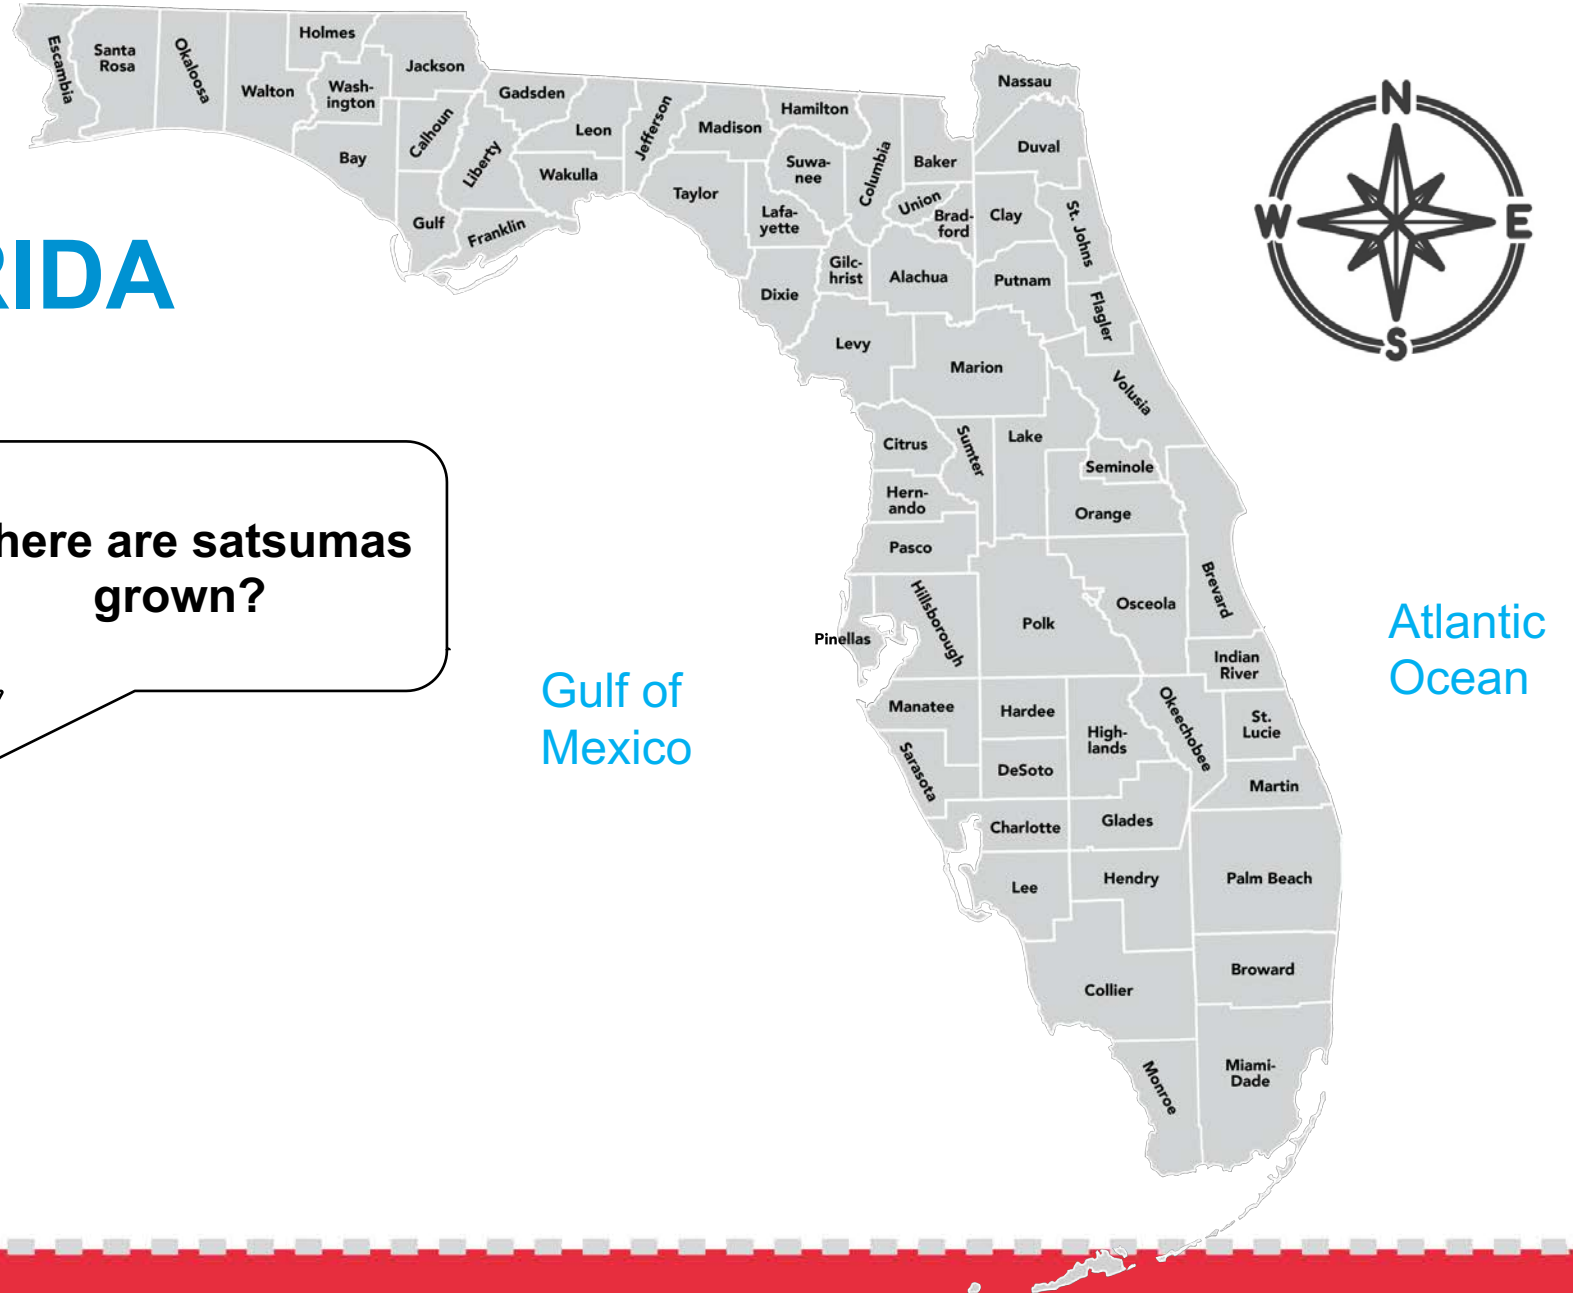 Escambia
Santa
Rosa
Okaloosa
Walton
Holmes
Wash-
ington
Jackson
Bay
Calhoun
Gulf
Liberty
Gadsden
Franklin
Leon
Wakulla
Jefferson
Madison
Taylor
Hamilton
Suwa-
nee
Lafa-
yette
Columbia
Baker
Union
Brad-
ford
Nassau
Duval
Clay
St. Johns
Dixie
Gilc-
hrist
Alachua
Putnam
Flagler
Levy
Marion
Volusia
Citrus
Sumter
Lake
Seminole
Hern-
ando
Orange
Pasco
Brevard
Pinellas
Hillsborough
Polk
Osceola
Indian
River
Manatee
Hardee
High-
lands
Okeechobee
St.
Lucie
Sarasota
DeSoto
Martin
Charlotte
Glades
Lee
Hendry
Palm Beach
Collier
Broward
Monroe
Miami-
Dade
N
W
E
S
RIDA
here are satsumas
grown?
Gulf of
Mexico
Atlantic
Ocean